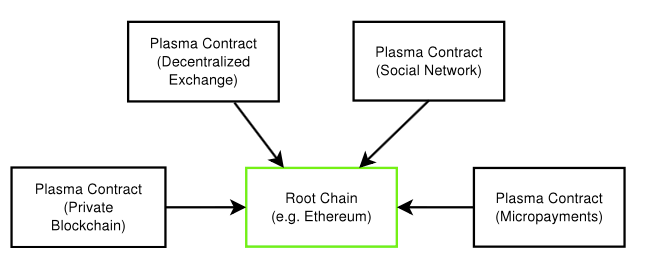 Plasma Contract
(Decentralized
Exchange)
Plasma Contract
(Social Network)
Plasma Contract
(Private
Blockchain)
Root Chain
(e.g. Ethereum)
Plasma Contract
(Micropayments)